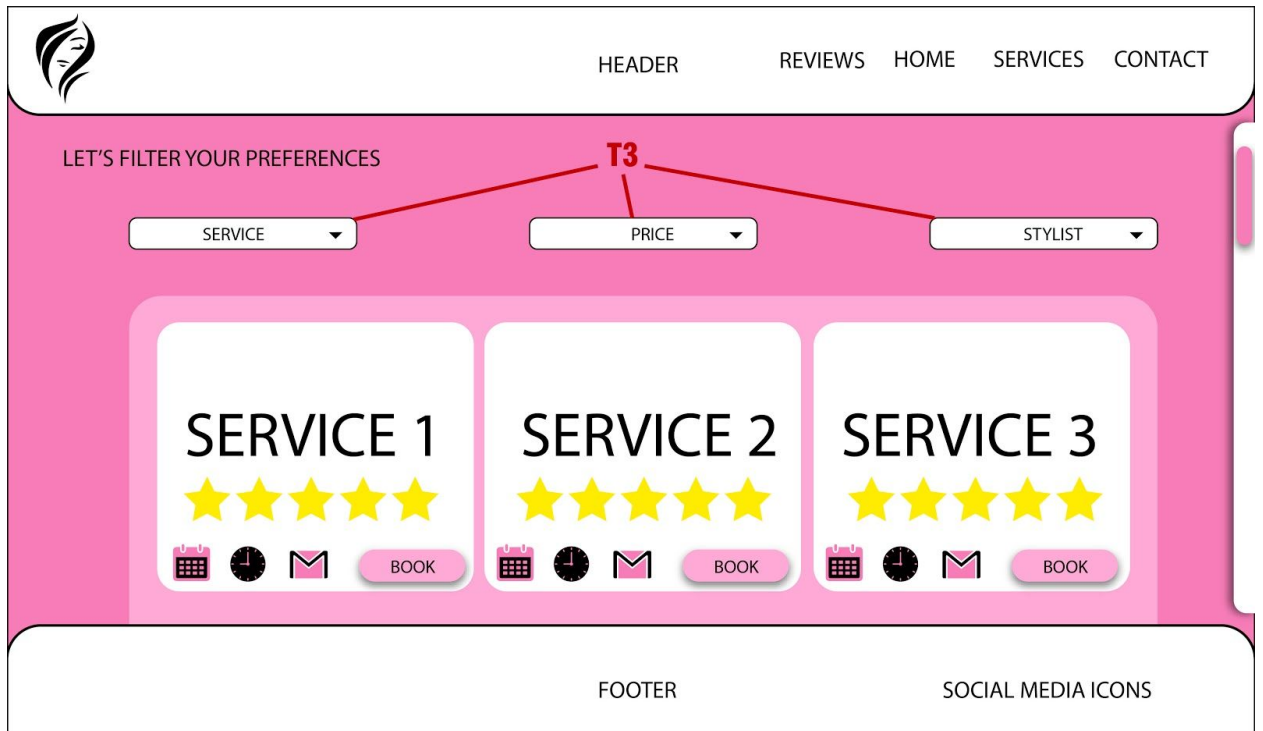 HEADER REVIEWS HOME SERVICES CONTACT
LET'S FILTER YOUR PREFERENCES
T3
SERVICE PRICE STYLIST
SERVICE 1 SERVICE 2 SERVICE 3
BOOK BOOK BOOK
FOOTER SOCIAL MEDIA ICONS